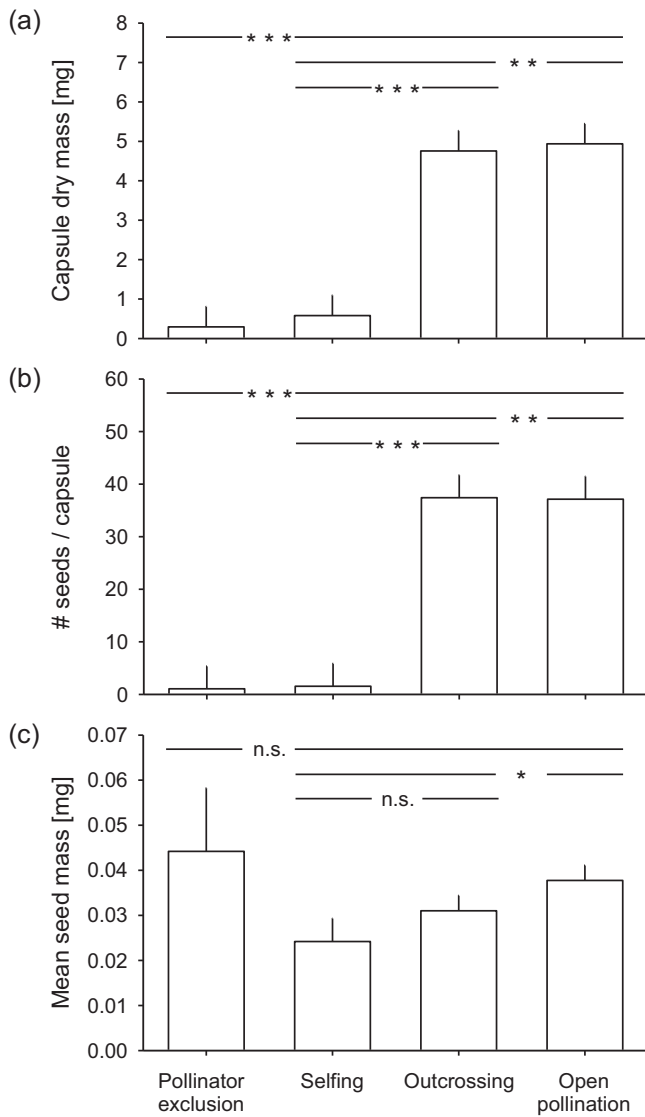 (a)
Capsule dry mass [mg]
8
7
6
5
4
3
2
1
0
* * *
* *
* * *
(b)
# seeds / capsule
60
50
40
30
20
10
0
* * *
* *
* * *
(c)
Mean seed mass [mg]
0.07
0.06
0.05
0.04
0.03
0.02
0.01
0.00
n.s.
*
n.s.
Pollinator
exclusion
Selfing
Outcrossing
Open
pollination